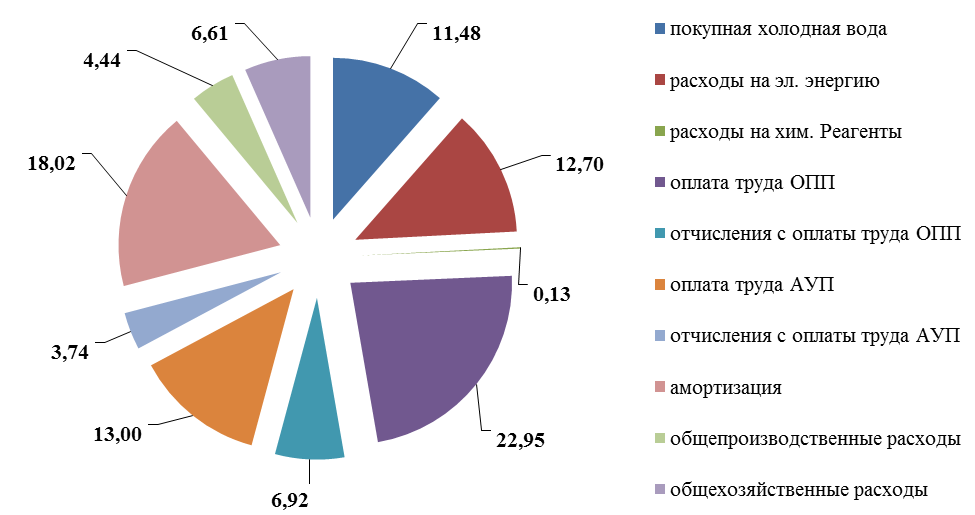 6,61
11,48
4,44
18,02
12,70
0,13
3,74
13,00
22,95
6,92
покупная холодная вода
расходы на эл. энергию
расходы на хим. Реагенты
оплата труда ОПП
отчисления с оплаты труда ОПП
оплата труда АУП
отчисления с оплаты труда АУП
амортизация
общепроизводственные расходы
общехозяйственные расходы